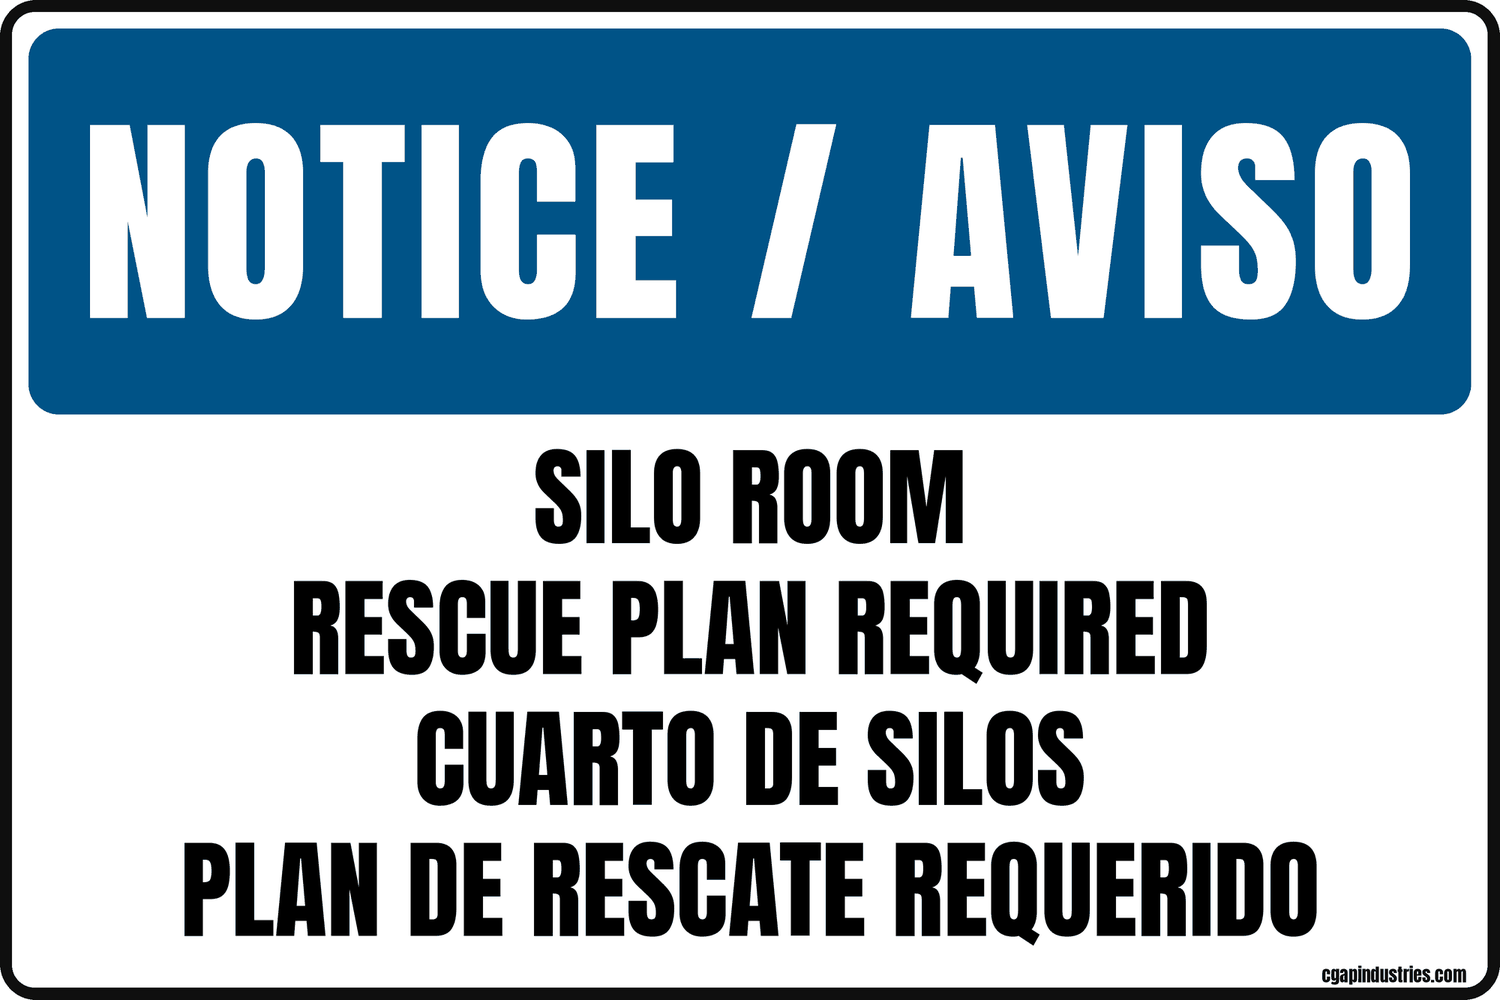 NOTICE / AVISO
SILO ROOM
RESCUE PLAN REQUIRED
CUARTO DE SILOS
PLAN DE RESCATE REQUERIDO
cgapindustries.com